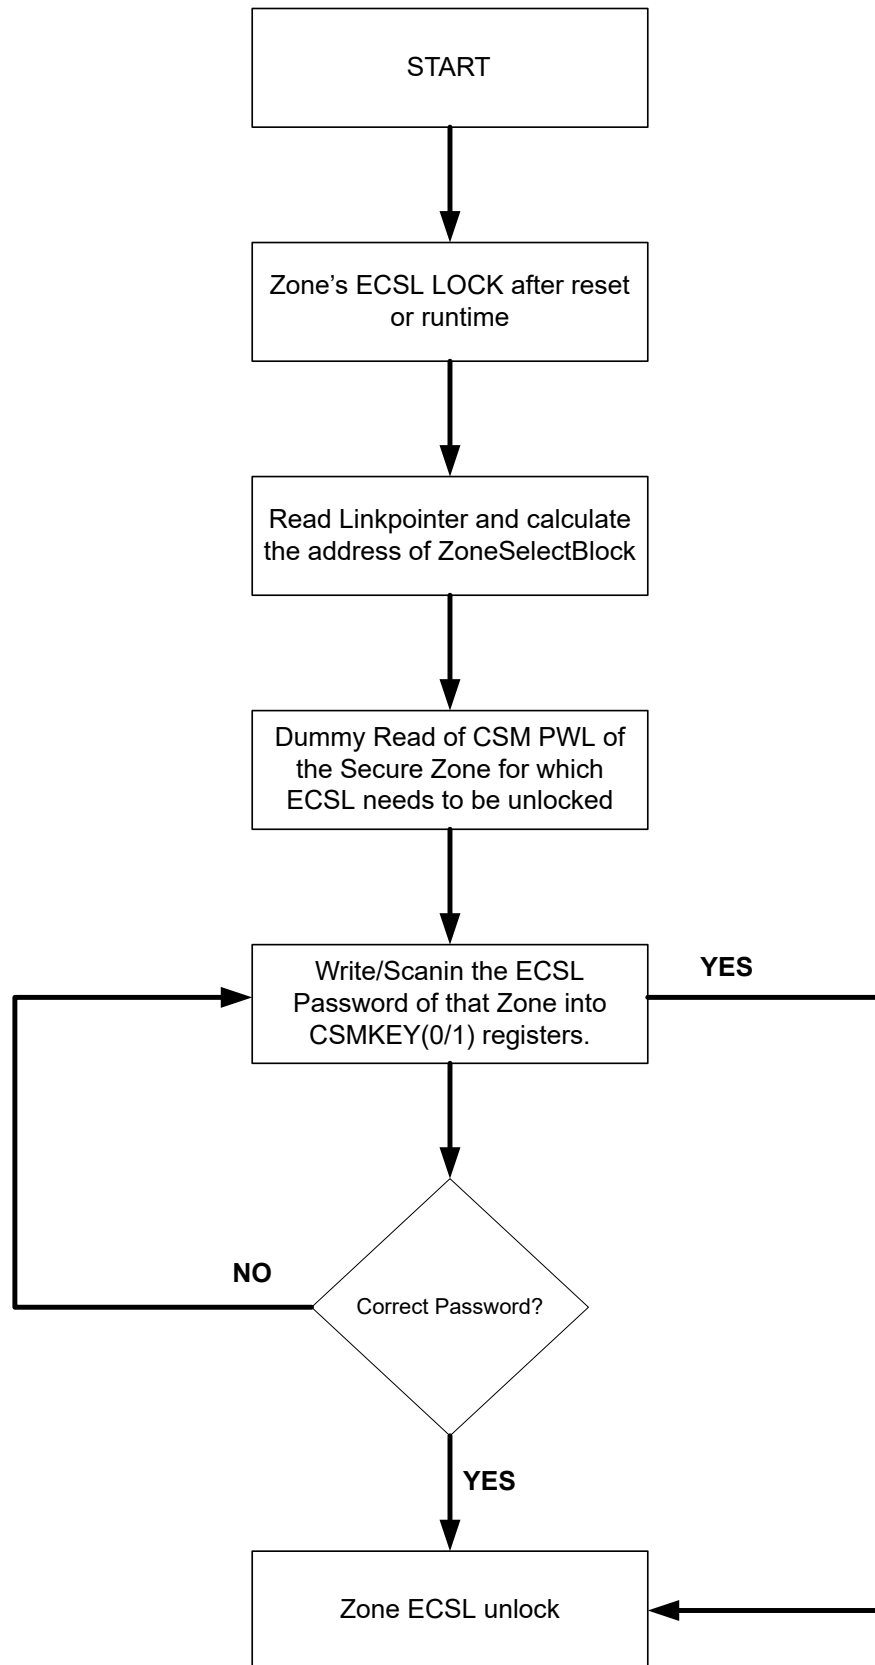 START
Zone’s ECSL LOCK after reset
or runtime
Read Linkpointer and calculate
the address of ZoneSelectBlock
Dummy Read of CSM PWL of
the Secure Zone for which
ECSL needs to be unlocked
Write/Scanin the ECSL
Password of that Zone into
CSMKEY(0/1) registers.
YES
NO
Correct Password?
YES
Zone ECSL unlock